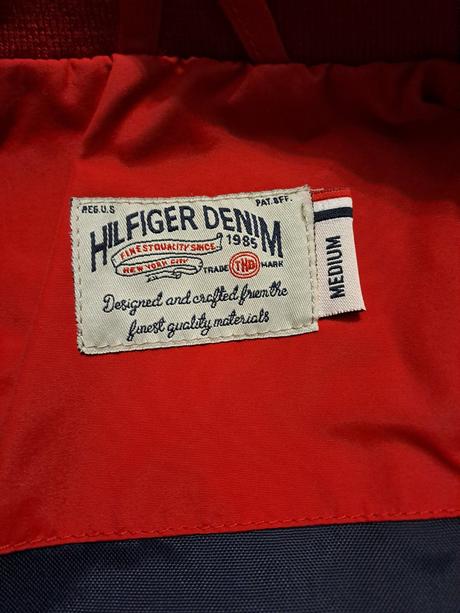 REG.U.S PAT.OFF.
HILFIGER DENIM
FINEST QUALITY SINCE 1985
NEW YORK CITY TRADE THD MARK
Designed and crafted from the
finest quality materials
MEDIUM